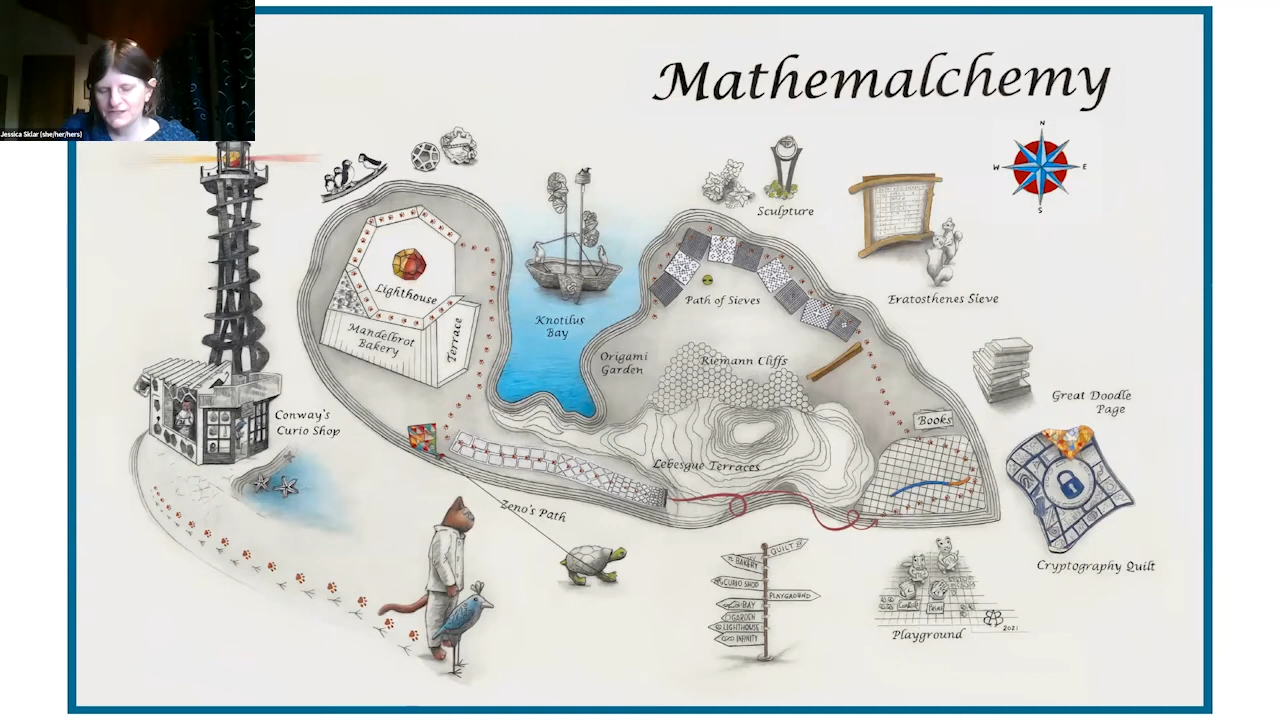 Jessica Sklar (she/her/hers)
Mathemalchemy
N
W
E
S
Sculpture
Lighthouse
Mandelbrot
Bakery
Terrace
Knotilus
Bay
Path of Sieves
Eratosthenes Sieve
Origami
Garden
Riemann Cliffs
Great Doodle
Page
Conway's
Curio Shop
Books
Lebesgue Terraces
Zeno's Path
Cryptography Quilt
QUILT
BAKERY
CURIO SHOP
PLAYGROUND
BAY
GARDEN
LIGHTHOUSE
INFINITY
Playground
2021